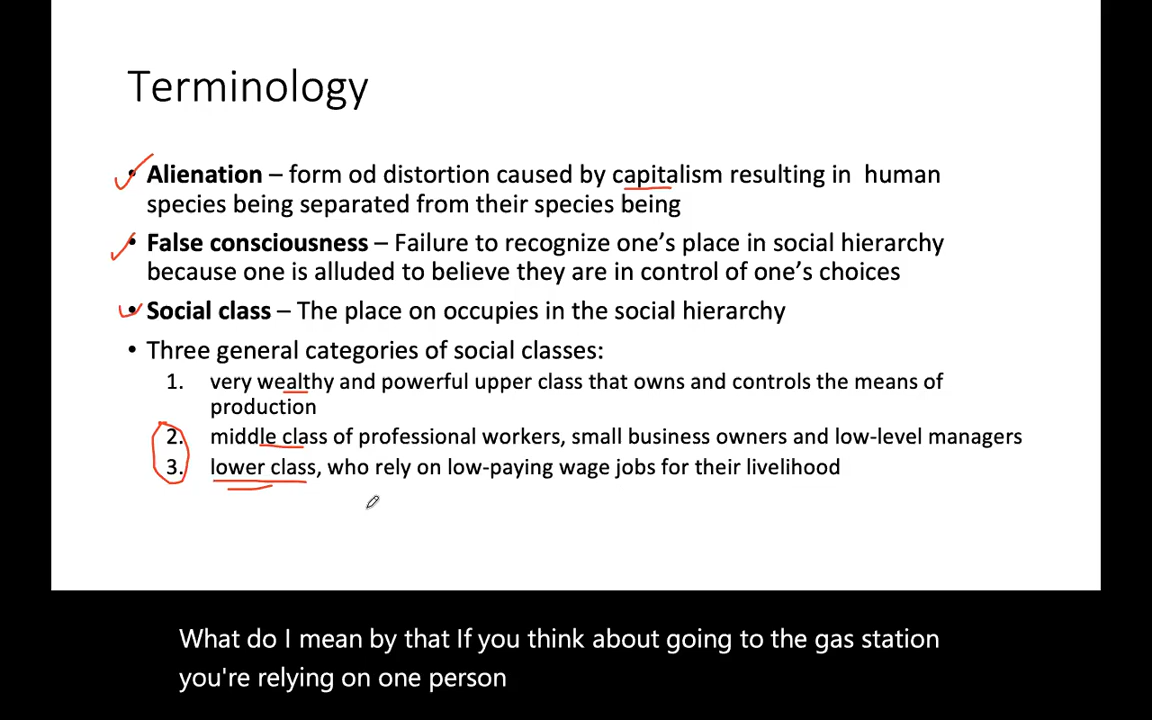 Terminology
• Alienation – form od distortion caused by capitalism resulting in human
species being separated from their species being
• False consciousness – Failure to recognize one's place in social hierarchy
because one is alluded to believe they are in control of one's choices
• Social class – The place on occupies in the social hierarchy
• Three general categories of social classes:
1. very wealthy and powerful upper class that owns and controls the means of
production
2. middle class of professional workers, small business owners and low-level managers
3. lower class, who rely on low-paying wage jobs for their livelihood
What do I mean by that If you think about going to the gas station
you're relying on one person